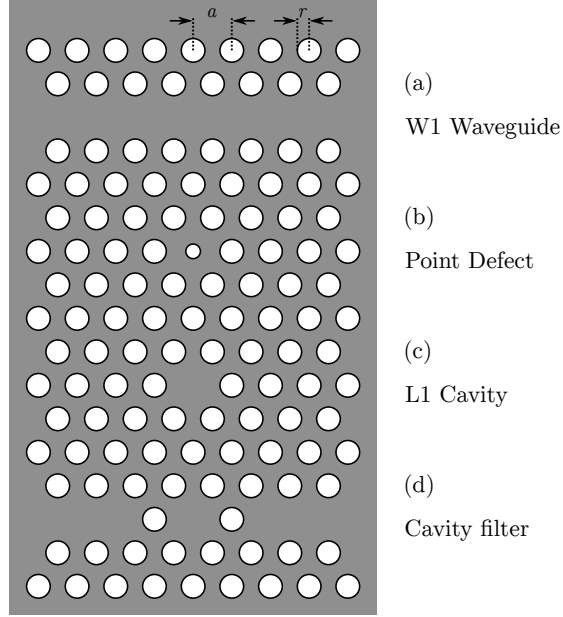 a r
(a)
W1 Waveguide
(b)
Point Defect
(c)
L1 Cavity
(d)
Cavity filter